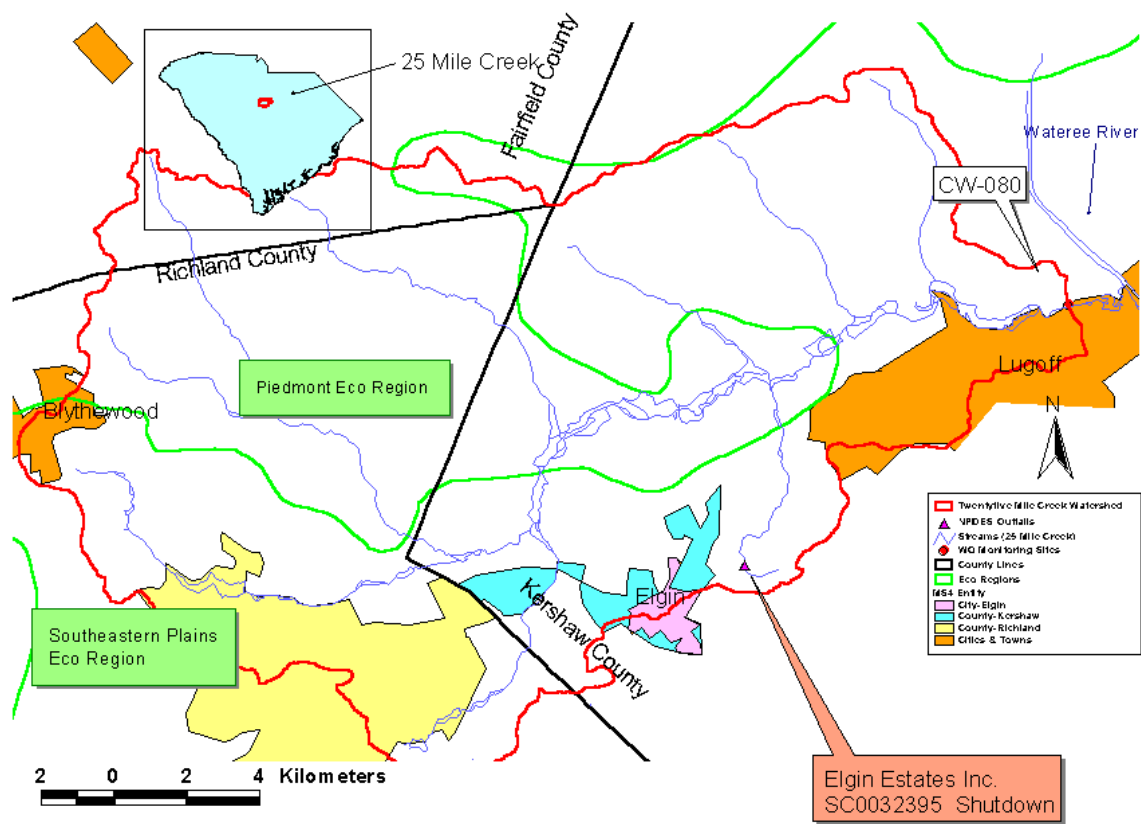 25 Mile Creek
Fairfield County
Wateree River
CW-080
Richland County
Piedmont Eco Region
Blythewood
Lugoff
N
Twentyfive Mile Creek Watershed
NPDES Outfalls
Streams (25 Mile Creek)
WQ Monitoring Sites
County Lines
Eco Regions
MS4 Entity
City-Elgin
County-Kershaw
County-Richland
Cities & Towns
Elgin
Kershaw County
Southeastern Plains
Eco Region
2 0 2 4 Kilometers
Elgin Estates Inc.
SC0032395 Shutdown